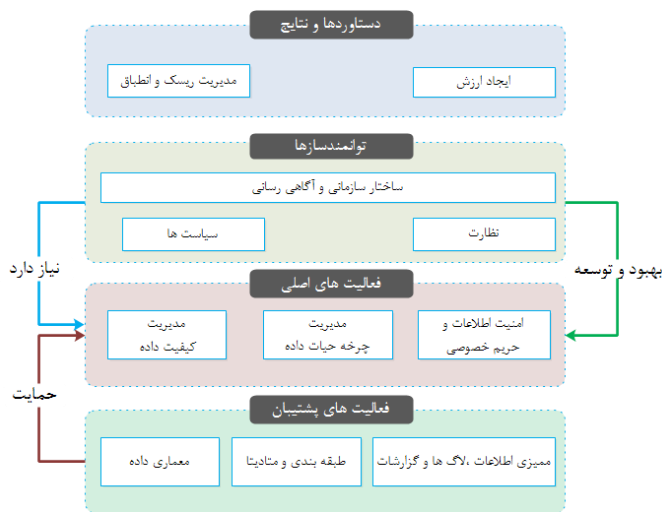 دستاوردها و نتایج
ایجاد ارزش
مدیریت ریسک و انطباق
توانمندسازها
ساختار سازمانی و آگاهی رسانی
نظارت
سیاست ها
بهبود و توسعه
نیاز دارد
فعالیت های اصلی
امنیت اطلاعات و
حریم خصوصی
مدیریت
چرخه حیات داده
مدیریت
کیفیت داده
حمایت
فعالیت های پشتیبان
ممیزی اطلاعات ،لاگ ها و گزارشات
طبقه بندی و متادیتا
معماری داده